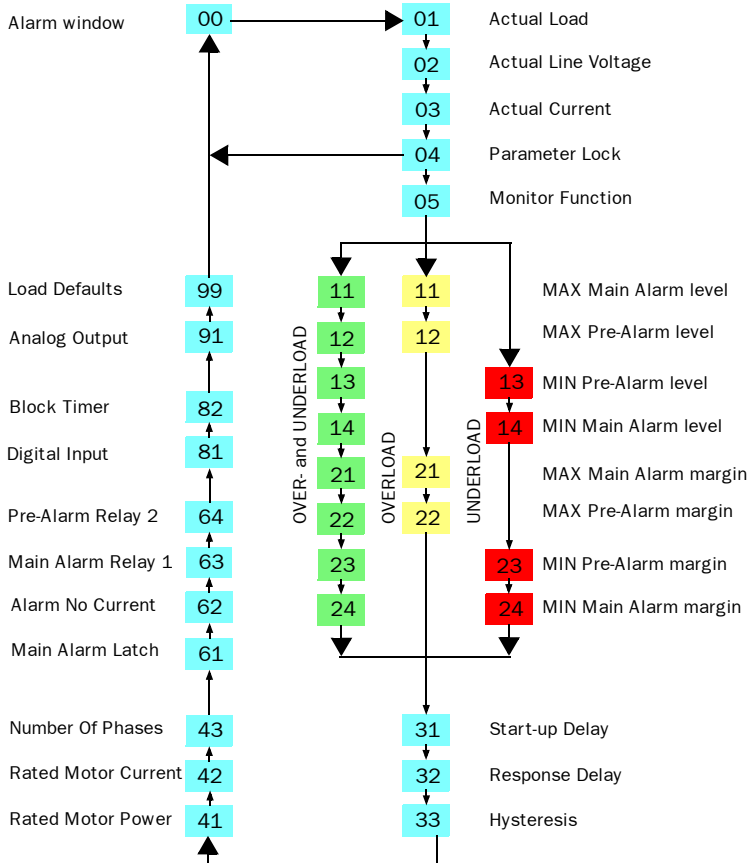 Alarm window 00 01 Actual Load
02 Actual Line Voltage
03 Actual Current
04 Parameter Lock
05 Monitor Function
Load Defaults 99 11 11 MAX Main Alarm level
Analog Output 91 12 12 MAX Pre-Alarm level
13 13 MIN Pre-Alarm level
Block Timer 82 14 14 MIN Main Alarm level
Digital Input 81 21 21 MAX Main Alarm margin
Pre-Alarm Relay 2 64 22 22 MAX Pre-Alarm margin
Main Alarm Relay 1 63 23 23 MIN Pre-Alarm margin
Alarm No Current 62 24 24 MIN Main Alarm margin
OVER- and UNDERLOAD
OVERLOAD
UNDERLOAD
Main Alarm Latch 61
Number Of Phases 43 31 Start-up Delay
Rated Motor Current 42 32 Response Delay
Rated Motor Power 41 33 Hysteresis